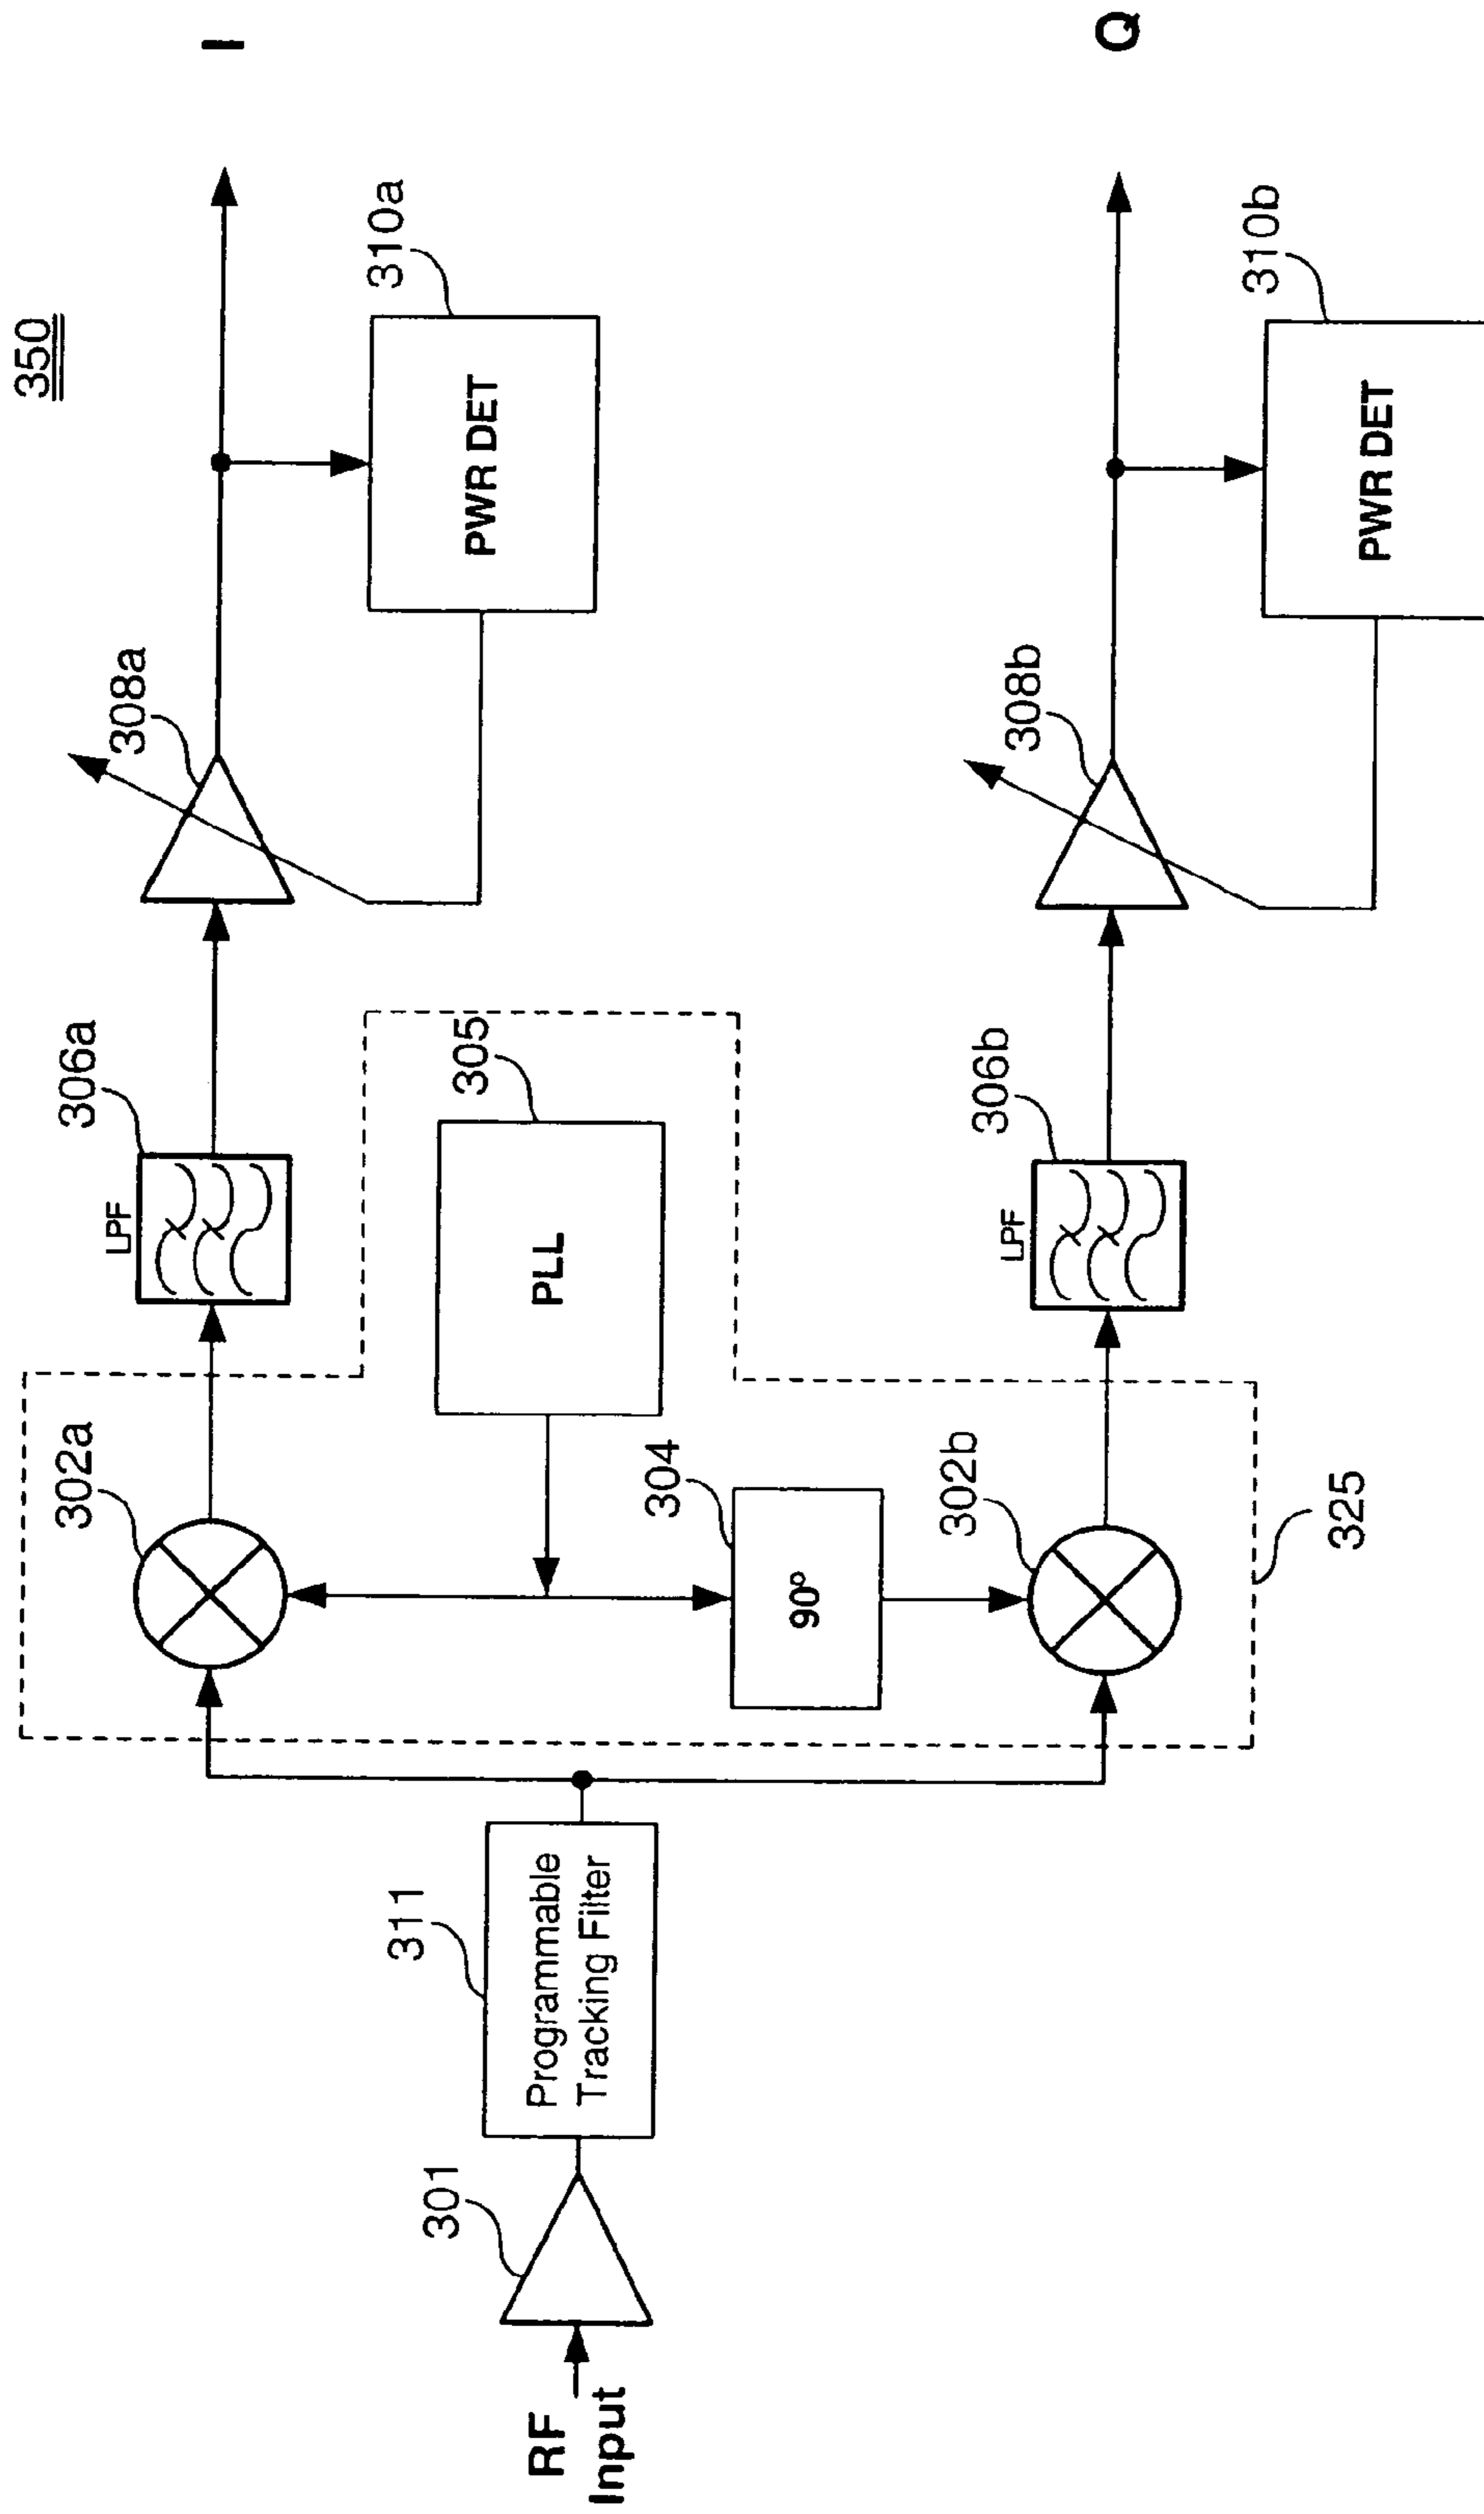 350
I
302a
306a
LPF
308a
310a
PWR DET
305
PLL
RF
Input
301
311
Programmable
Tracking Filter
304
90°
302b
306b
LPF
308b
310b
PWR DET
Q
325